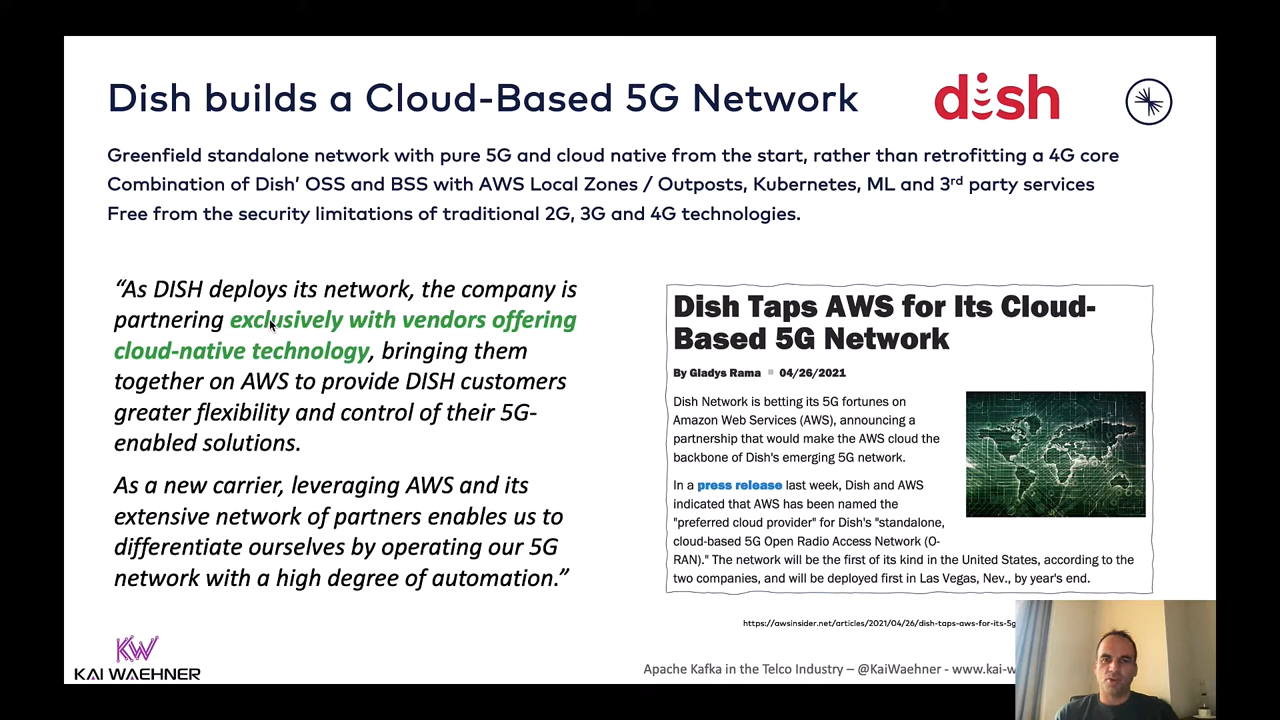 Dish builds a Cloud-Based 5G Network
dish
Greenfield standalone network with pure 5G and cloud native from the start, rather than retrofitting a 4G core
Combination of Dish' OSS and BSS with AWS Local Zones / Outposts, Kubernetes, ML and 3rd party services
Free from the security limitations of traditional 2G, 3G and 4G technologies.
“As DISH deploys its network, the company is
partnering exclusively with vendors offering
cloud-native technology, bringing them
together on AWS to provide DISH customers
greater flexibility and control of their 5G-
enabled solutions.
As a new carrier, leveraging AWS and its
extensive network of partners enables us to
differentiate ourselves by operating our 5G
network with a high degree of automation.”
Dish Taps AWS for Its Cloud-
Based 5G Network
By Gladys Rama ■ 04/26/2021
Dish Network is betting its 5G fortunes on
Amazon Web Services (AWS), announcing a
partnership that would make the AWS cloud the
backbone of Dish's emerging 5G network.
In a press release last week, Dish and AWS
indicated that AWS has been named the
"preferred cloud provider" for Dish's "standalone,
cloud-based 5G Open Radio Access Network (O-
RAN)." The network will be the first of its kind in the United States, according to the
two companies, and will be deployed first in Las Vegas, Nev., by year's end.
https://awsinsider.net/articles/2021/04/26/dish-taps-aws-for-its-5g
KW
KAI WAEHNER
Apache Kafka in the Telco Industry – @KaiWaehner - www.kai-w